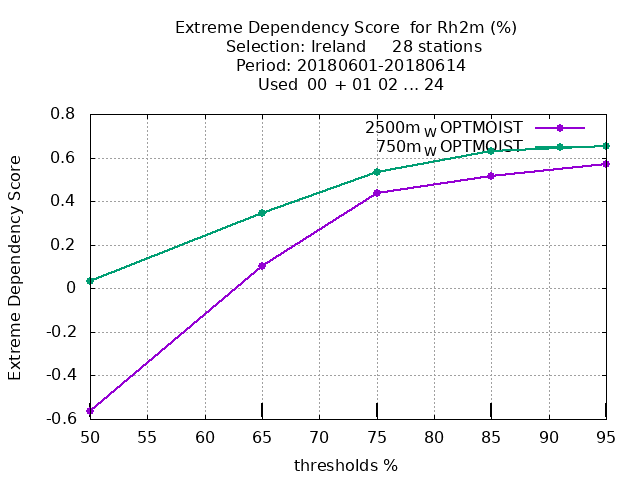 Extreme Dependency Score for Rh2m (%)
Selection: Ireland 28 stations
Period: 20180601-20180614
Used 00 + 01 02 ... 24
2500m W OPTMOIST
750m W OPTMOIST
Extreme Dependency Score
0.8
0.6
0.4
0.2
0
-0.2
-0.4
-0.6
50 55 60 65 70 75 80 85 90 95
thresholds %